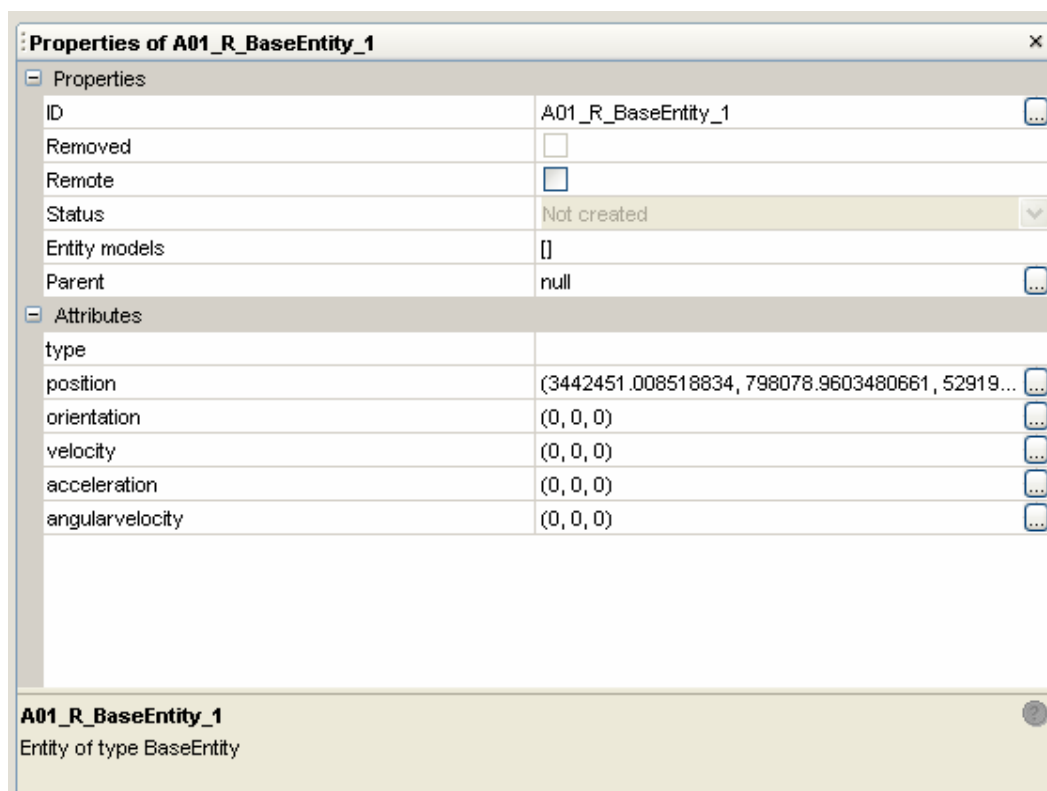 Properties of A01_R_BaseEntity_1
Properties
ID A01_R_BaseEntity_1 ...
Removed
Remote
Status Not created
Entity models []
Parent null ...
Attributes
type
position (3442451.008518834, 798078.9603480661, 52919... ...
orientation (0, 0, 0) ...
velocity (0, 0, 0) ...
acceleration (0, 0, 0) ...
angularvelocity (0, 0, 0) ...
A01_R_BaseEntity_1
Entity of type BaseEntity